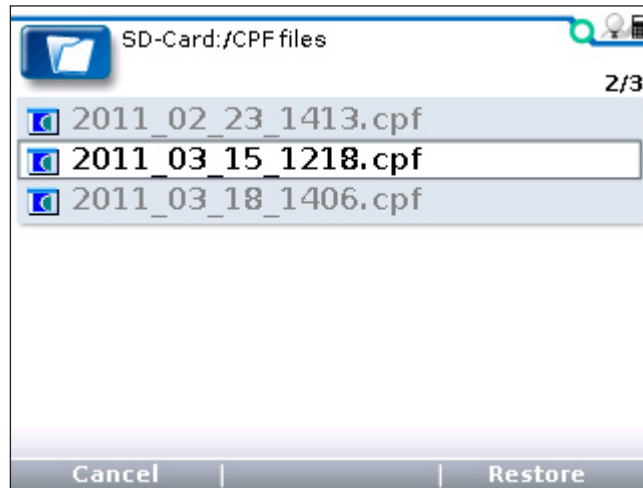 SD-Card:/CPF files
2/3
2011_02_23_1413.cpf
2011_03_15_1218.cpf
2011_03_18_1406.cpf
Cancel | | Restore